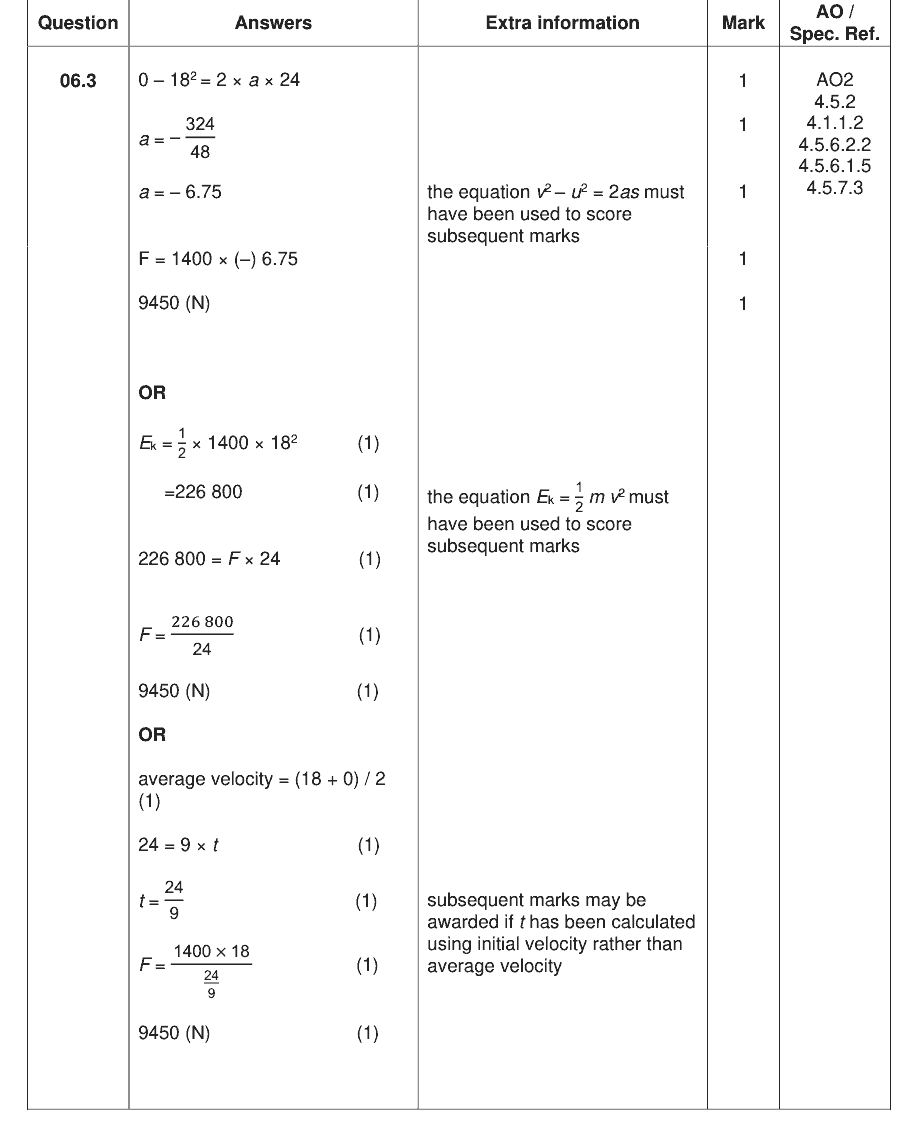 Question Answers Extra information Mark AO / Spec. Ref.
06.3 0 – 18² = 2 × a × 24 1 AO2
4.5.2
a = – 324/48 1 4.1.1.2
4.5.6.2.2
4.5.6.1.5
a = – 6.75 the equation v² – u² = 2as must 1 4.5.7.3
have been used to score
subsequent marks
F = 1400 × (–) 6.75 1
9450 (N) 1
OR
Eₖ = 1/2 × 1400 × 18² (1)
=226 800 (1) the equation Eₖ = 1/2 m v² must
have been used to score
subsequent marks
226 800 = F × 24 (1)
F = 226 800/24 (1)
9450 (N) (1)
OR
average velocity = (18 + 0) / 2
(1)
24 = 9 × t (1)
t = 24/9 (1) subsequent marks may be
awarded if t has been calculated
using initial velocity rather than
average velocity
F = 1400 × 18 / 24/9 (1)
9450 (N) (1)